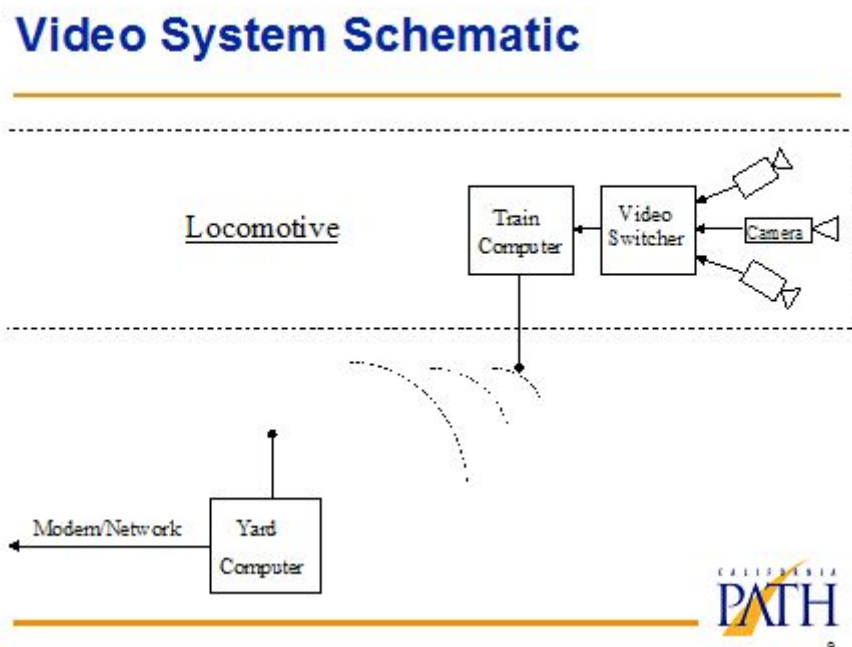 Video System Schematic
Locomotive
Train
Computer
Video
Switcher
Camera
Modem/Network
Yard
Computer
CALIFORNIA
PATH